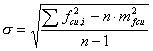 σ = √((∑ f²cu,i − n · m²fcu) / (n − 1))